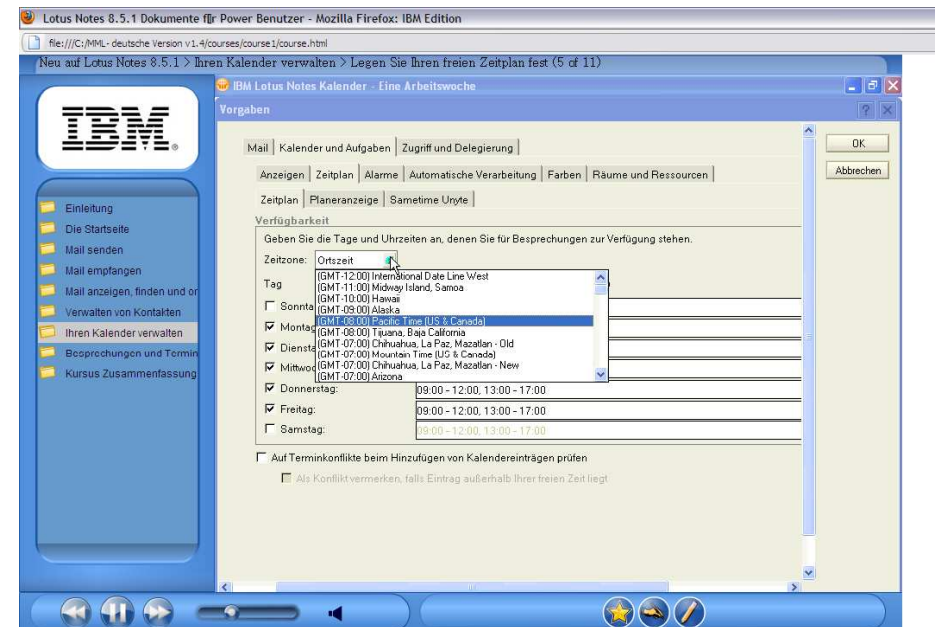 Lotus Notes 8.5.1 Dokumente für Power Benutzer - Mozilla Firefox: IBM Edition
file:///C:/MML- deutsche Version v1.4/courses/course1/course.html
Neu auf Lotus Notes 8.5.1 > Ihren Kalender verwalten > Legen Sie Ihren freien Zeitplan fest (5 of 11)
IBM Lotus Notes Kalender - Eine Arbeitswoche
Vorgaben
IBM®
OK
Abbrechen
Mail
Kalender und Aufgaben
Zugriff und Delegierung
Anzeigen
Zeitplan
Alarme
Automatische Verarbeitung
Farben
Räume und Ressourcen
Zeitplan
Planeranzeige
Sametime Unyte
Einleitung
Die Startseite
Mail senden
Mail empfangen
Mail anzeigen, finden und or
Verwalten von Kontakten
Ihren Kalender verwalten
Besprechungen und Termin
Kursus Zusammenfassung
Verfügbarkeit
Geben Sie die Tage und Uhrzeiten an, denen Sie für Besprechungen zur Verfügung stehen.
Zeitzone: Ortszeit
(GMT-12:00) International Date Line West
(GMT-11:00) Midway Island, Samoa
(GMT-10:00) Hawaii
(GMT-09:00) Alaska
(GMT-08:00) Pacific Time (US & Canada)
(GMT-08:00) Tijuana, Baja California
(GMT-07:00) Chihuahua, La Paz, Mazatlan - Old
(GMT-07:00) Mountain Time (US & Canada)
(GMT-07:00) Chihuahua, La Paz, Mazatlan - New
(GMT-07:00) Arizona
Tag
Sonnta
Montag
Diensta
Mittwoc
Donnerstag: 09:00 - 12:00, 13:00 - 17:00
Freitag: 09:00 - 12:00, 13:00 - 17:00
Samstag: 09:00 - 12:00, 13:00 - 17:00
Auf Terminkonflikte beim Hinzufügen von Kalendereinträgen prüfen
Als Konflikt vermerken, falls Eintrag außerhalb Ihrer freien Zeit liegt